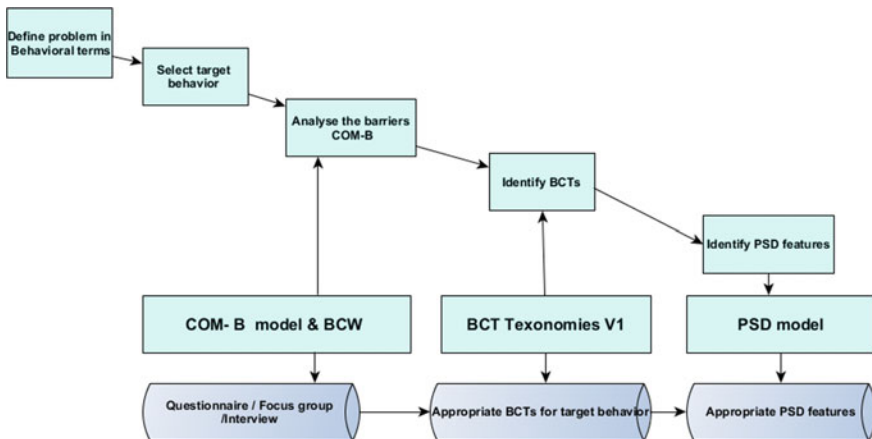 Define problem in
Behavioral terms
Select target
behavior
Analyse the barriers
COM-B
Identify BCTs
Identify PSD features
COM- B model & BCW
BCT Texonomies V1
PSD model
Questionnaire / Focus group
/Interview
Appropriate BCTs for target behavior
Appropriate PSD features